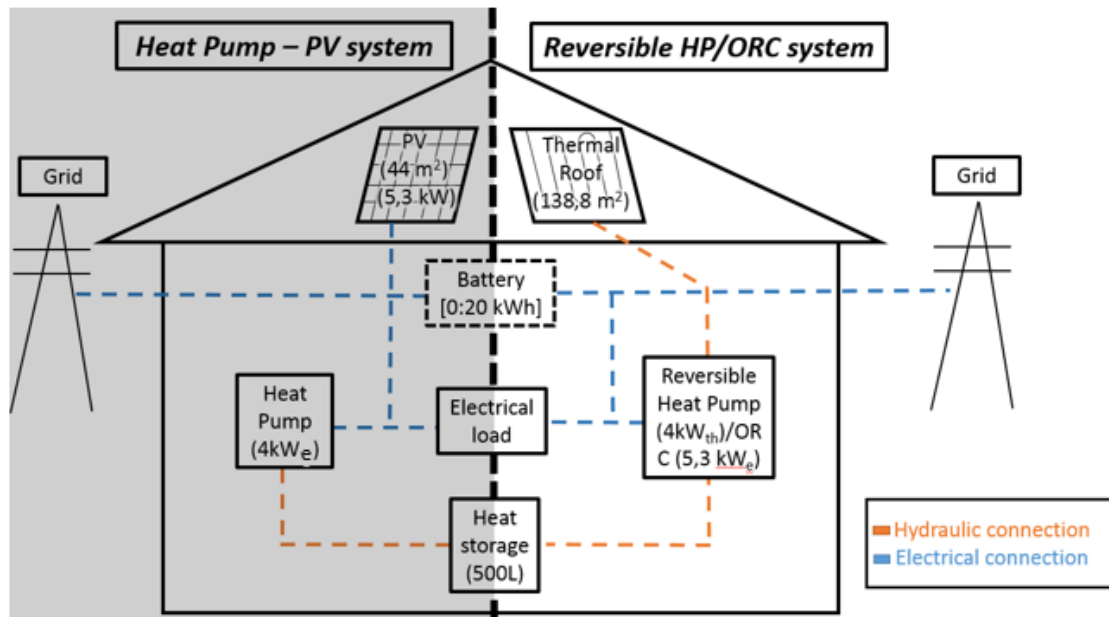 Heat Pump – PV system
Reversible HP/ORC system
Grid
PV
(44 m²)
(5,3 kW)
Thermal
Roof
(138,8 m²)
Grid
Battery
[0:20 kWh]
Heat
Pump
(4kWe)
Electrical
load
Reversible
Heat Pump
(4kWth)/OR
C (5,3 kWe)
Heat
storage
(500L)
Hydraulic connection
Electrical connection